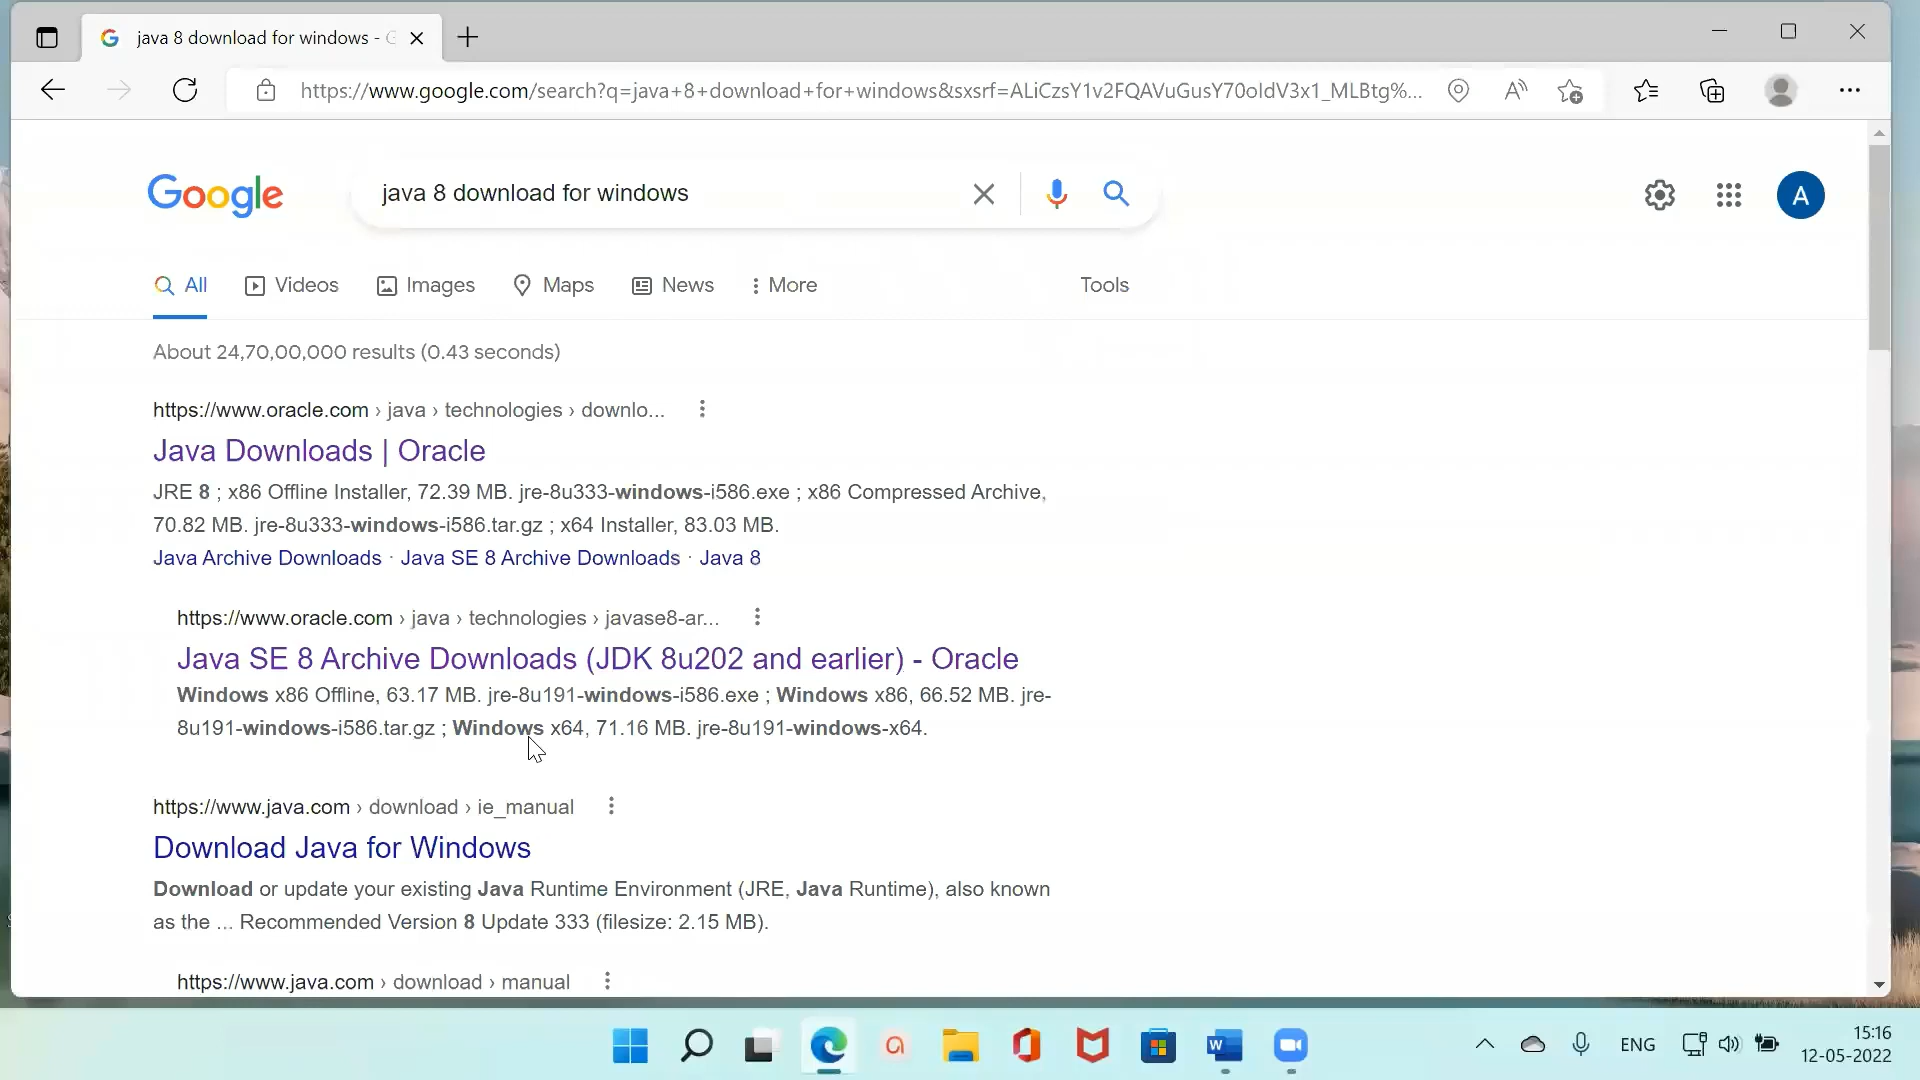 java 8 download for windows - G
https://www.google.com/search?q=java+8+download+for+windows&sxsrf=ALiCzsY1v2FQAVuGusY70oIdV3x1_MLBtg%...
Google
java 8 download for windows
A
All
Videos
Images
Maps
News
More
Tools
About 24,70,00,000 results (0.43 seconds)
https://www.oracle.com › java › technologies › downlo...
Java Downloads | Oracle
JRE 8 ; x86 Offline Installer, 72.39 MB. jre-8u333-windows-i586.exe ; x86 Compressed Archive,
70.82 MB. jre-8u333-windows-i586.tar.gz ; x64 Installer, 83.03 MB.
Java Archive Downloads · Java SE 8 Archive Downloads · Java 8
https://www.oracle.com › java › technologies › javase8-ar...
Java SE 8 Archive Downloads (JDK 8u202 and earlier) - Oracle
Windows x86 Offline, 63.17 MB. jre-8u191-windows-i586.exe ; Windows x86, 66.52 MB. jre-
8u191-windows-i586.tar.gz ; Windows x64, 71.16 MB. jre-8u191-windows-x64.
https://www.java.com › download › ie_manual
Download Java for Windows
Download or update your existing Java Runtime Environment (JRE, Java Runtime), also known
as the ... Recommended Version 8 Update 333 (filesize: 2.15 MB).
https://www.java.com › download › manual
ENG
15:16
12-05-2022